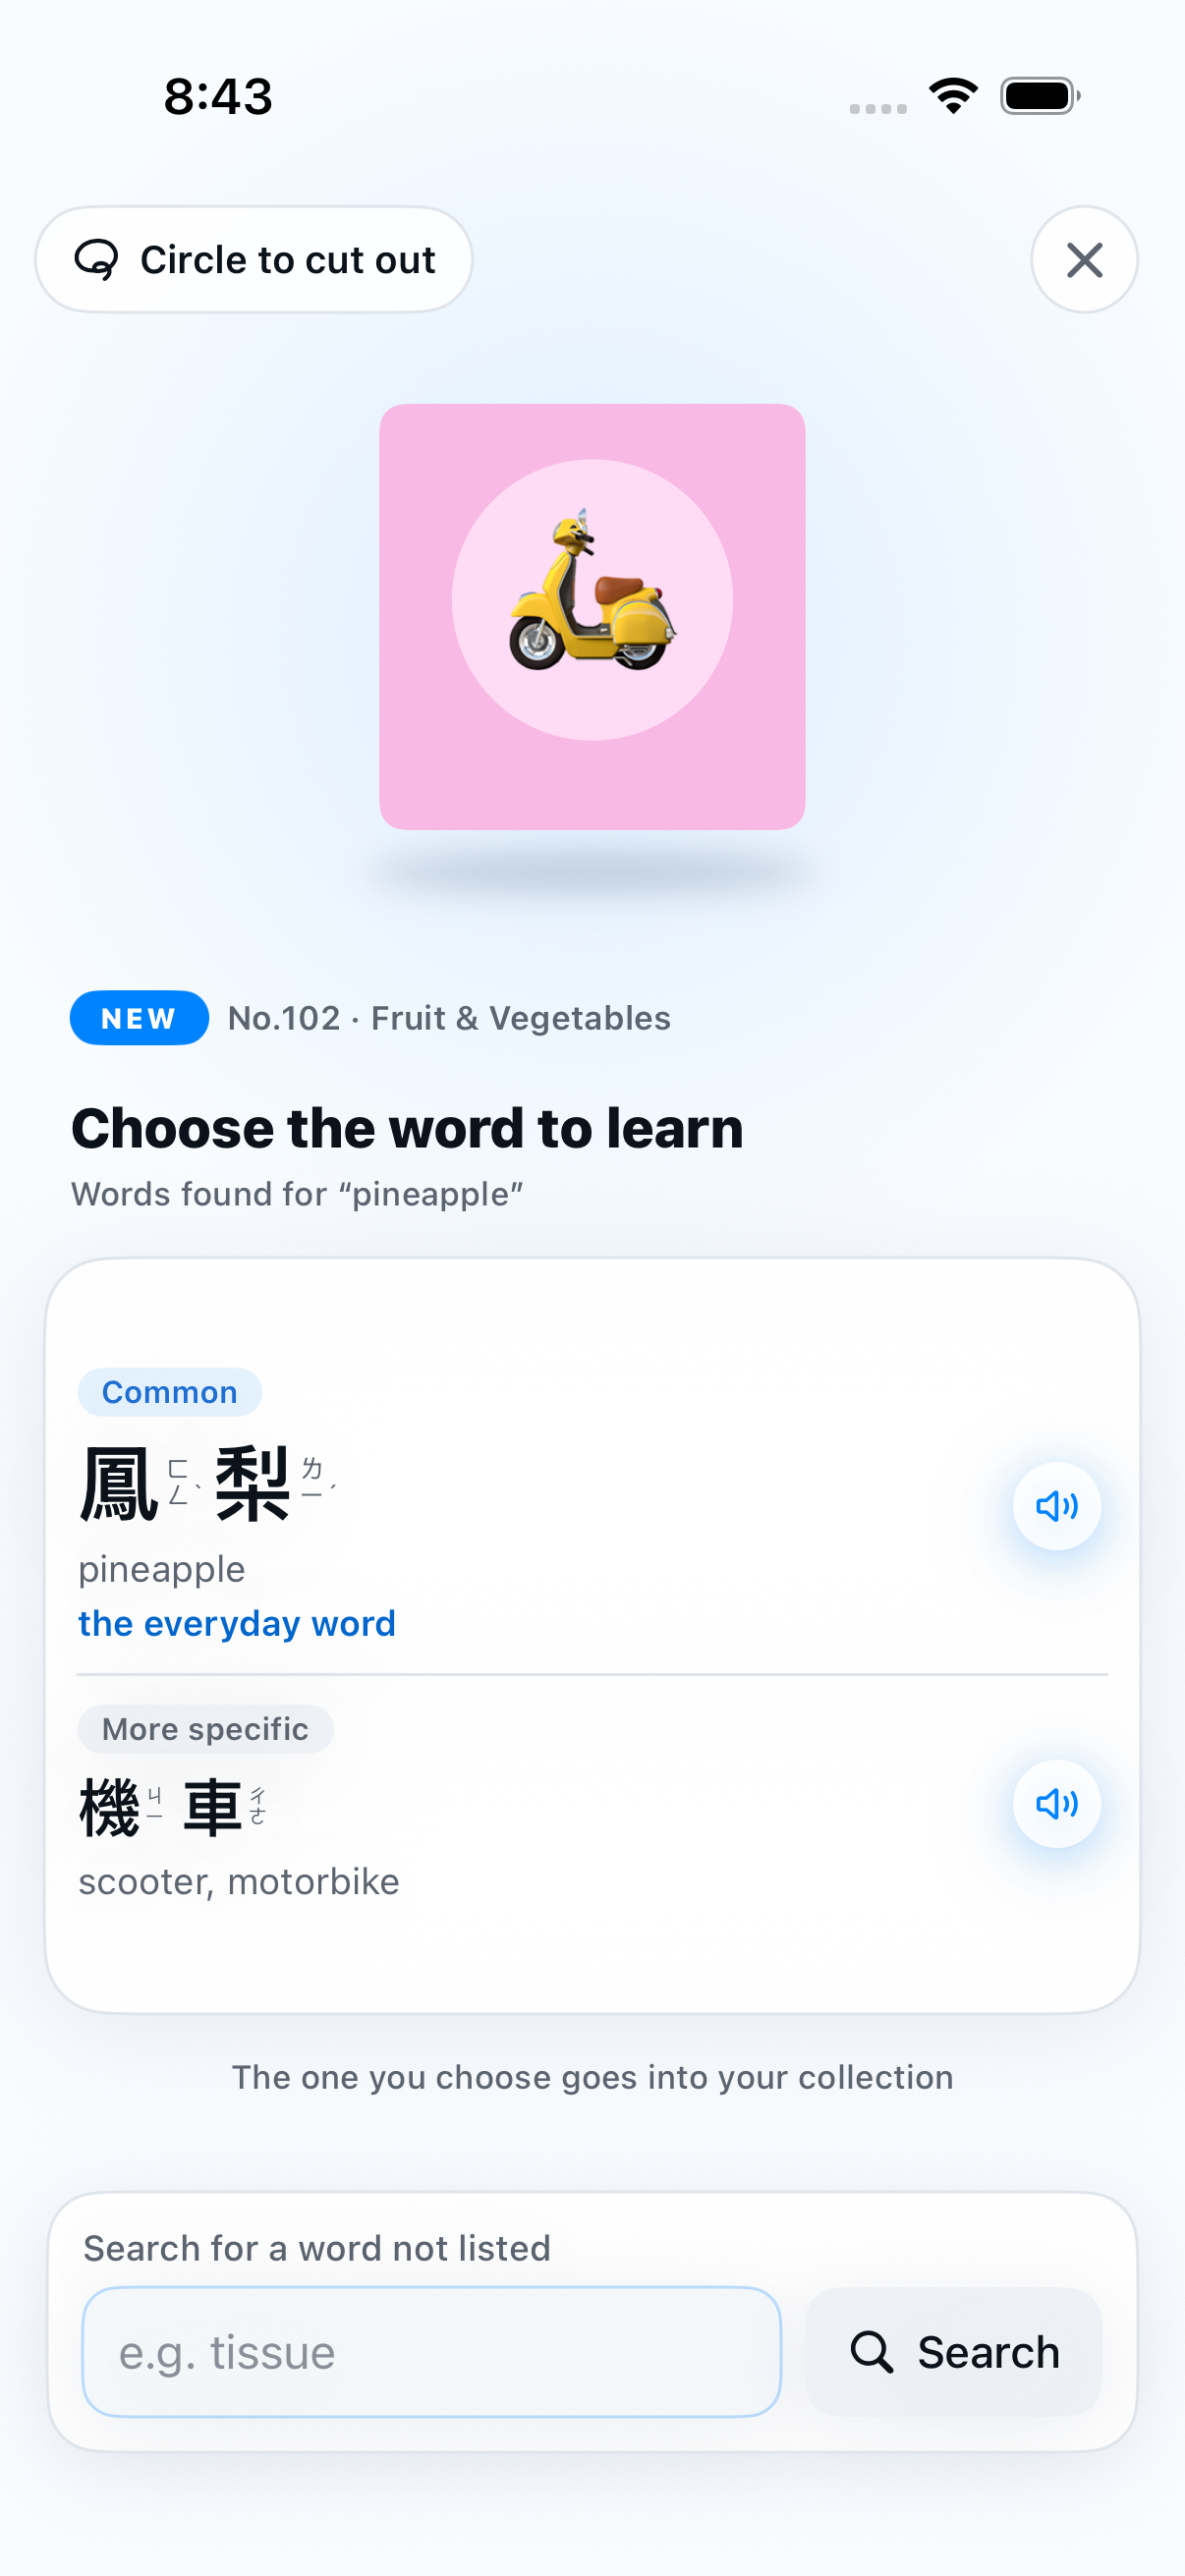 8:43
Circle to cut out
NEW No.102 · Fruit & Vegetables
Choose the word to learn
Words found for “pineapple”
Common
鳳ㄈㄥˋ梨ㄌㄧˊ
pineapple
the everyday word
More specific
機ㄐㄧ車ㄔㄜ
scooter, motorbike
The one you choose goes into your collection
Search for a word not listed
e.g. tissue
Search